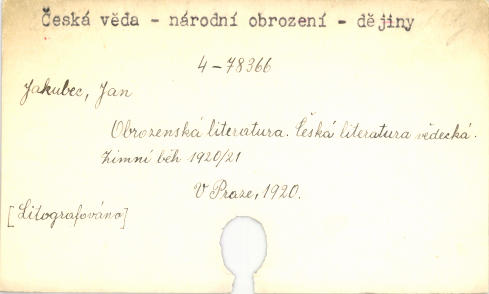 Česká věda - národní obrození - dějiny
4-78366
Jakubec, Jan
Obrozenská literatura. Česká literatura vědecká.
Zimní běh 1920/21
V Praze, 1920.
[Litografováno]